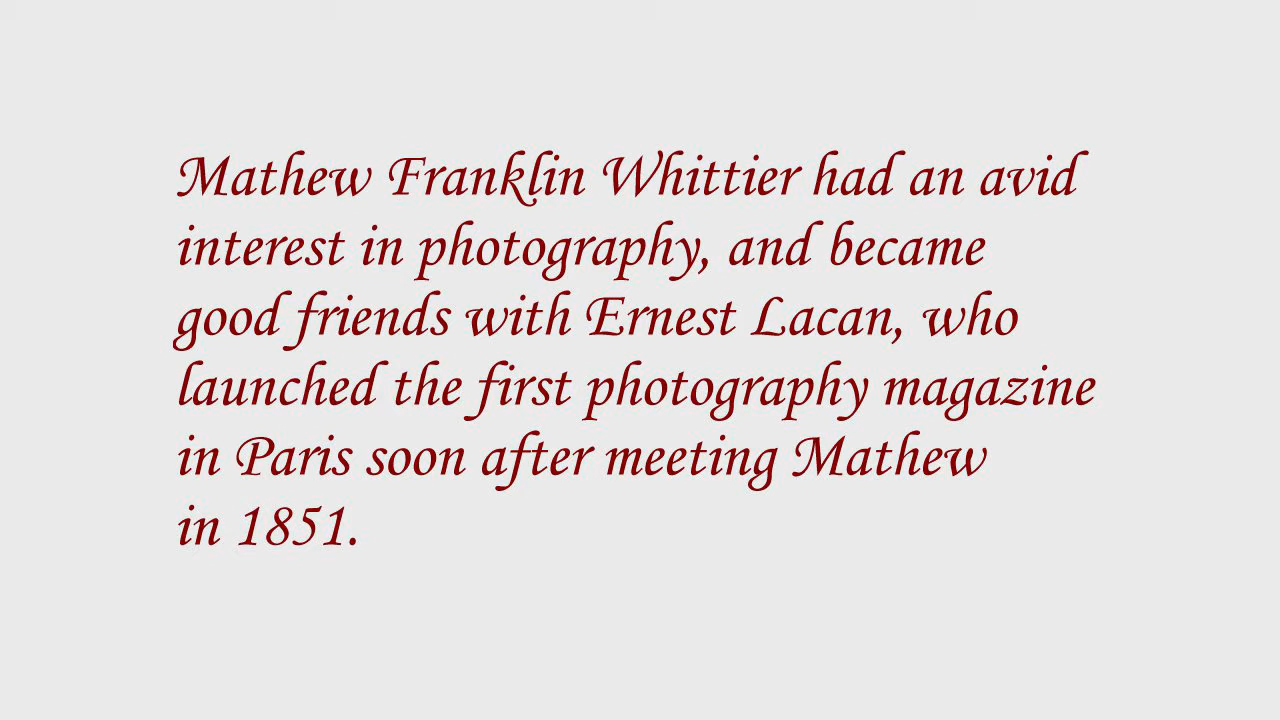 Mathew Franklin Whittier had an avid
interest in photography, and became
good friends with Ernest Lacan, who
launched the first photography magazine
in Paris soon after meeting Mathew
in 1851.